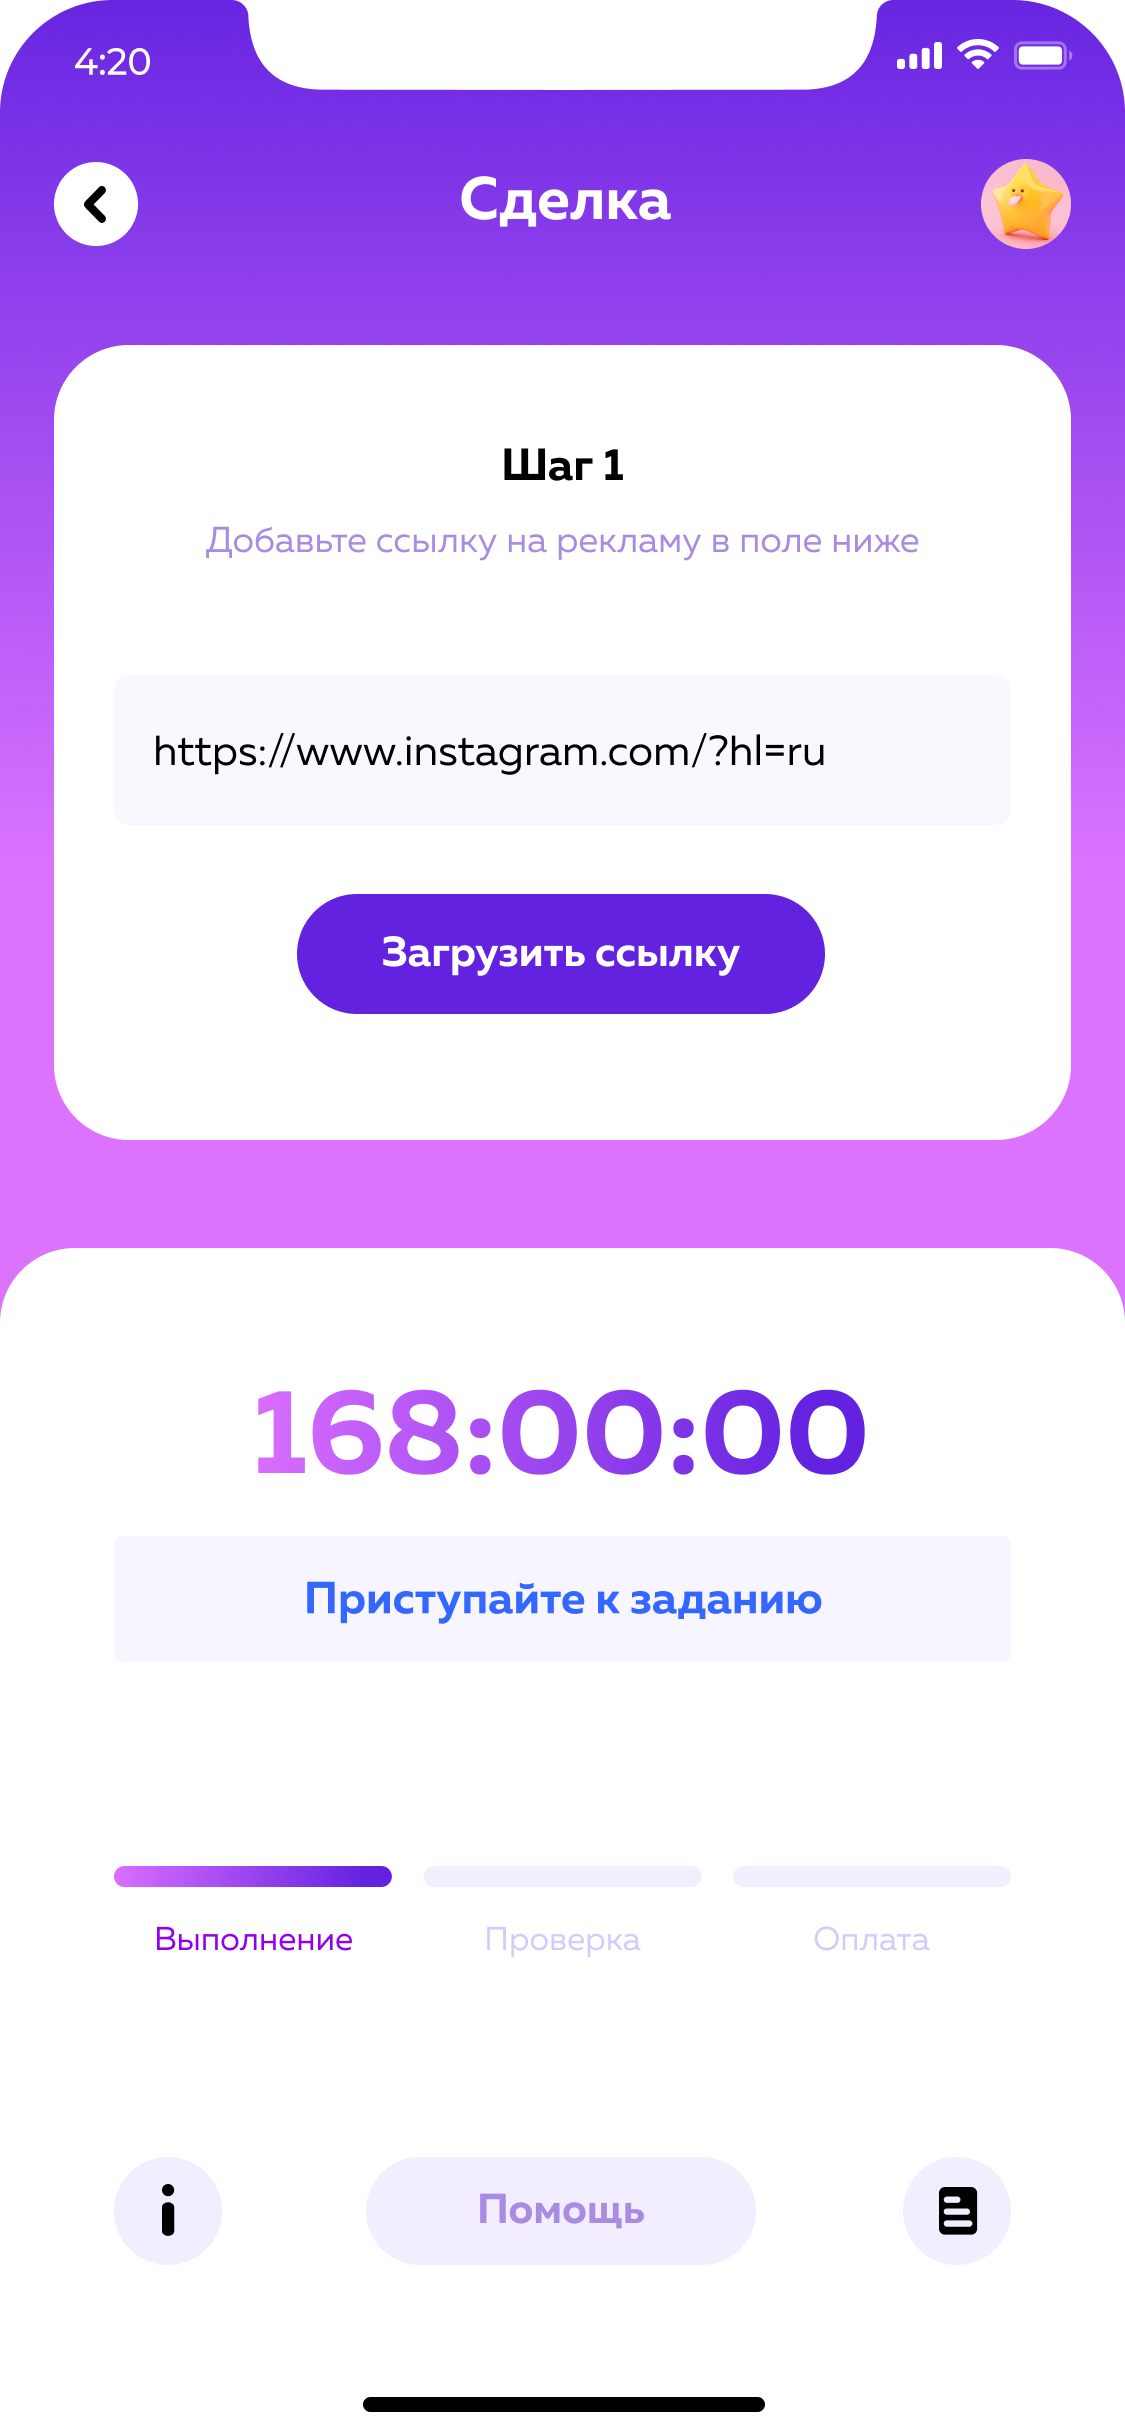 4:20
Сделка
Шаг 1
Добавьте ссылку на рекламу в поле ниже
https://www.instagram.com/?hl=ru
Загрузить ссылку
168:00:00
Приступайте к заданию
Выполнение
Проверка
Оплата
Помощь